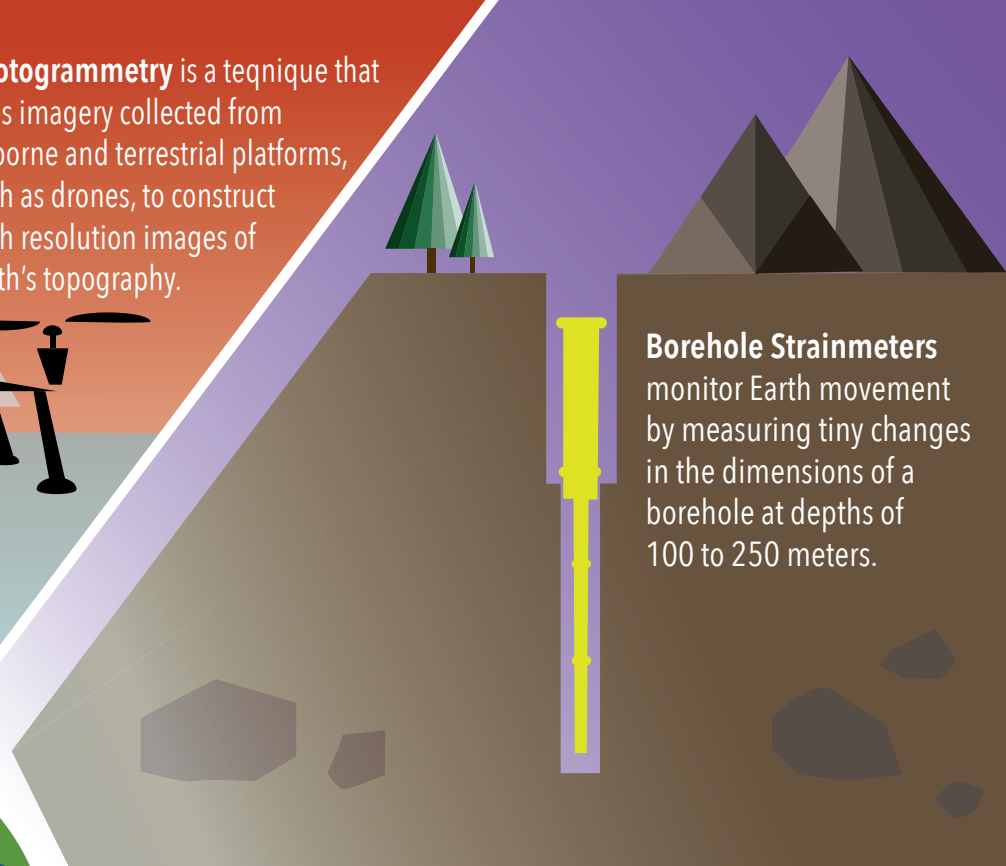 otogrammetry is a teqnique that
s imagery collected from
orne and terrestrial platforms,
h as drones, to construct
h resolution images of
th's topography.
Borehole Strainmeters
monitor Earth movement
by measuring tiny changes
in the dimensions of a
borehole at depths of
100 to 250 meters.